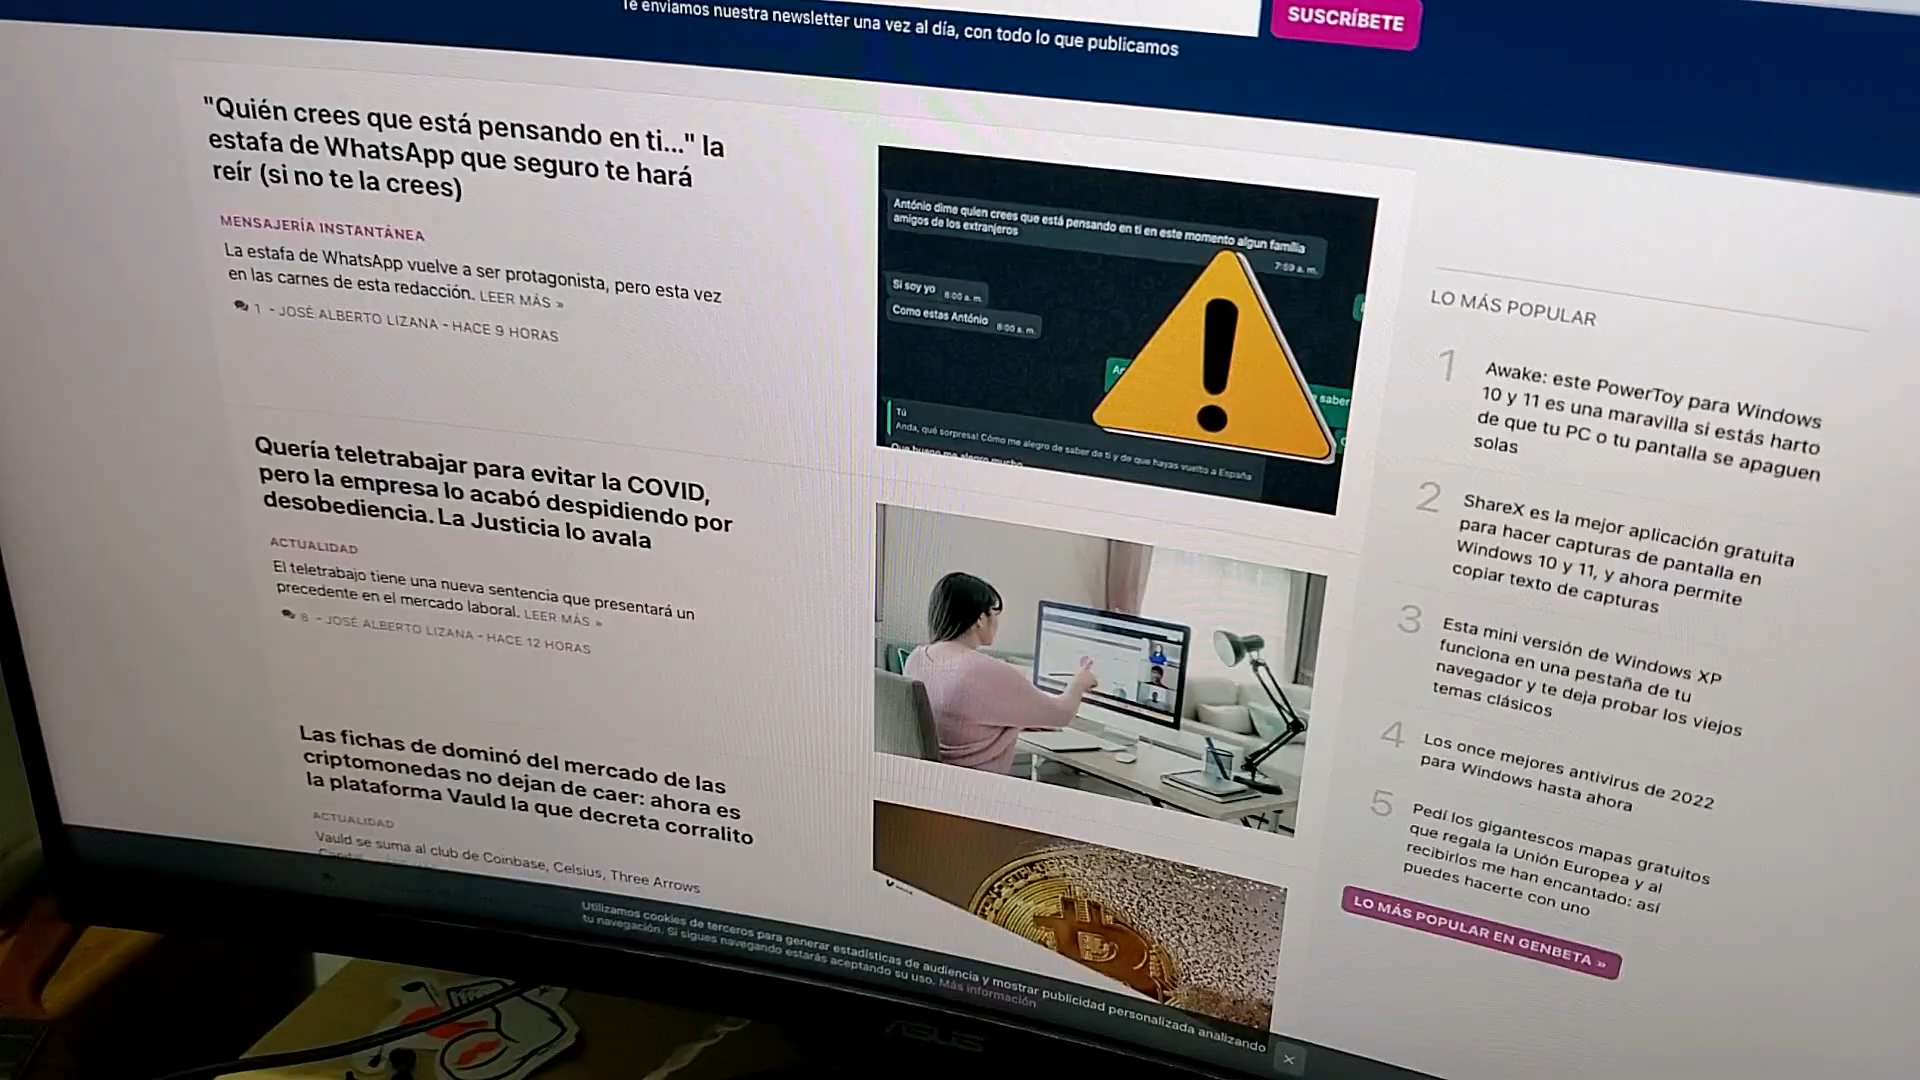 Te enviamos nuestra newsletter una vez al día, con todo lo que publicamos
SUSCRÍBETE
"Quién crees que está pensando en ti..." la
estafa de WhatsApp que seguro te hará
reír (si no te la crees)
MENSAJERÍA INSTANTÁNEA
La estafa de WhatsApp vuelve a ser protagonista, pero esta vez
en las carnes de esta redacción. LEER MÁS »
1 - JOSÉ ALBERTO LIZANA - HACE 9 HORAS
António dime quien crees que está pensando en ti en este momento algun familia
amigos de los extranjeros
7:59 a. m.
Si soy yo 8:00 a. m.
Como estas António 8:00 a. m.
saber
Tú
Anda, qué sorpresa! Cómo me alegro de saber de ti y de que hayas vuelto a España
Que bueno me alegro mucho
Quería teletrabajar para evitar la COVID,
pero la empresa lo acabó despidiendo por
desobediencia. La Justicia lo avala
ACTUALIDAD
El teletrabajo tiene una nueva sentencia que presentará un
precedente en el mercado laboral. LEER MÁS »
8 - JOSÉ ALBERTO LIZANA - HACE 12 HORAS
Las fichas de dominó del mercado de las
criptomonedas no dejan de caer: ahora es
la plataforma Vauld la que decreta corralito
ACTUALIDAD
Vauld se suma al club de Coinbase, Celsius, Three Arrows
LO MÁS POPULAR
1 Awake: este PowerToy para Windows
10 y 11 es una maravilla si estás harto
de que tu PC o tu pantalla se apaguen
solas
2 ShareX es la mejor aplicación gratuita
para hacer capturas de pantalla en
Windows 10 y 11, y ahora permite
copiar texto de capturas
3 Esta mini versión de Windows XP
funciona en una pestaña de tu
navegador y te deja probar los viejos
temas clásicos
4 Los once mejores antivirus de 2022
para Windows hasta ahora
5 Pedí los gigantescos mapas gratuitos
que regala la Unión Europea y al
recibirlos me han encantado: así
puedes hacerte con uno
LO MÁS POPULAR EN GENBETA »
Utilizamos cookies de terceros para generar estadísticas de audiencia y mostrar publicidad personalizada analizando
tu navegación. Si sigues navegando estarás aceptando su uso. Más información
ASUS